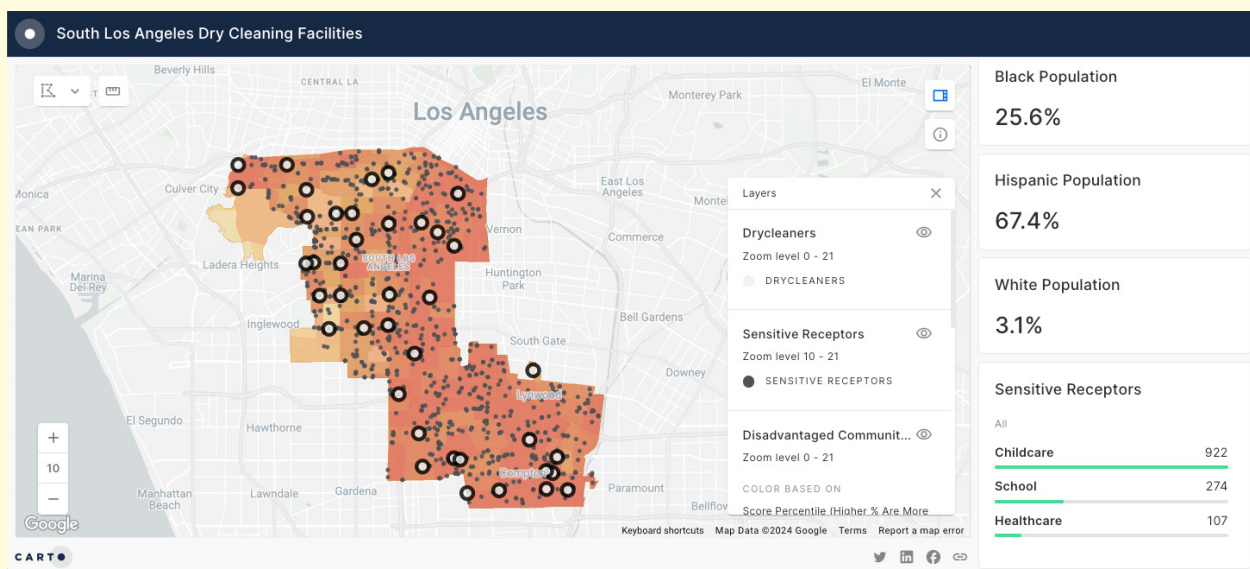 South Los Angeles Dry Cleaning Facilities
Beverly Hills
CENTRAL LA
El Monte
Monterey Park
Los Angeles
Culver City
East Los
Angeles
Vernon
Commerce
Ladera Heights
SOUTH LOS
ANGELES
Huntington
Park
Marina
Del Rey
Inglewood
Bell Gardens
South Gate
Downey
Lynwood
El Segundo
Hawthorne
Compton
Manhattan
Beach
Lawndale
Gardena
Paramount
Bellflow
+
10
−
Google
Keyboard shortcuts
Map Data ©2024 Google
Terms
Report a map error
Layers
Drycleaners
Zoom level 0 - 21
DRYCLEANERS
Sensitive Receptors
Zoom level 10 - 21
SENSITIVE RECEPTORS
Disadvantaged Communit...
Zoom level 0 - 21
COLOR BASED ON
Score Percentile (Higher % Are More
Black Population
25.6%
Hispanic Population
67.4%
White Population
3.1%
Sensitive Receptors
All
Childcare 922
School 274
Healthcare 107
CARTO